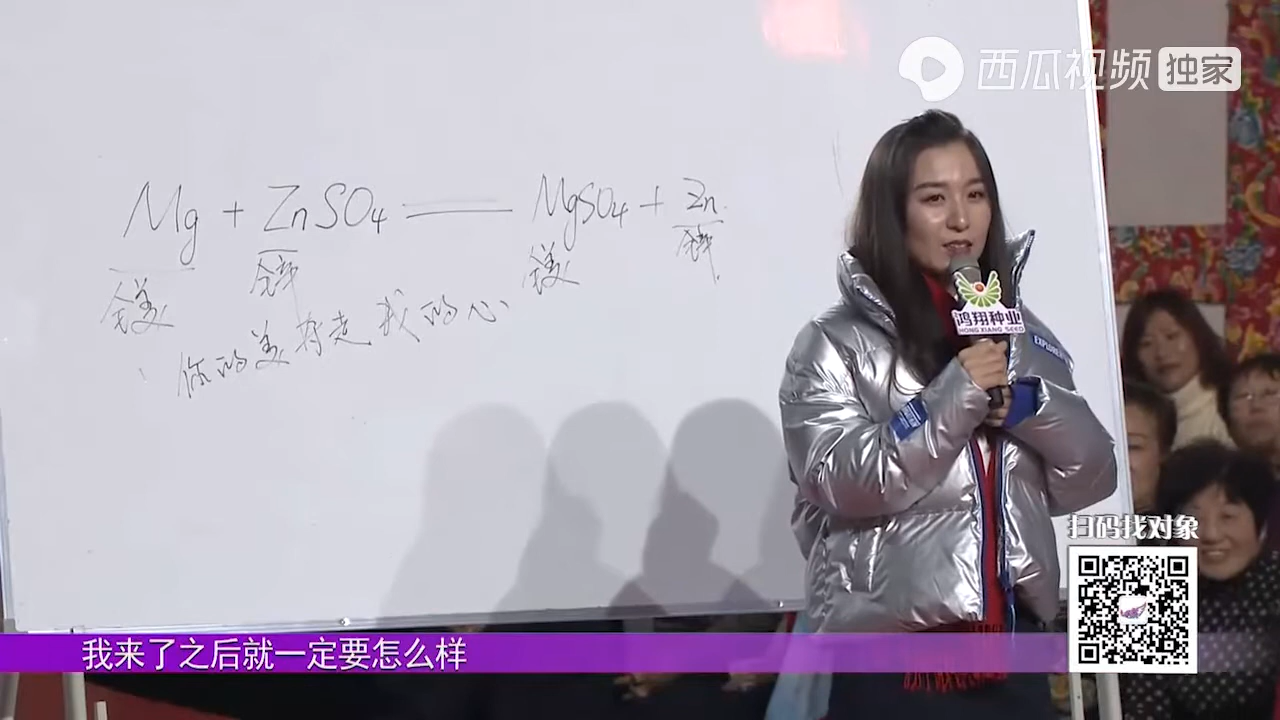 西瓜视频 独家
Mg + ZnSO₄ ══ MgSO₄ + Zn
镁 锌 镁 锌
你的美夺走我的心
鸿翔种业
HONG XIANG SEED
EXPLORER
扫码找对象
我来了之后就一定要怎么样